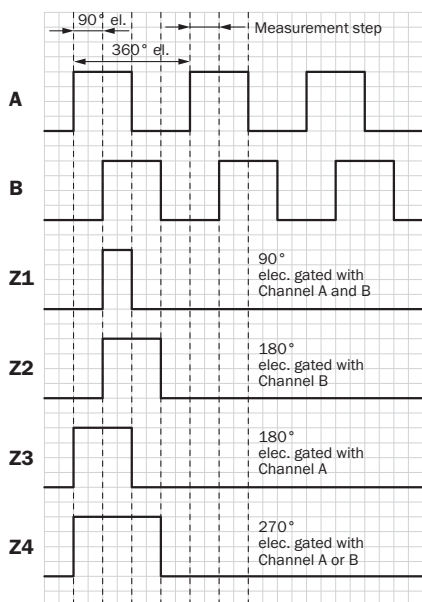 90° el.
Measurement step
360° el.
A
B
Z1
90°
elec. gated with
Channel A and B
Z2
180°
elec. gated with
Channel B
Z3
180°
elec. gated with
Channel A
Z4
270°
elec. gated with
Channel A or B